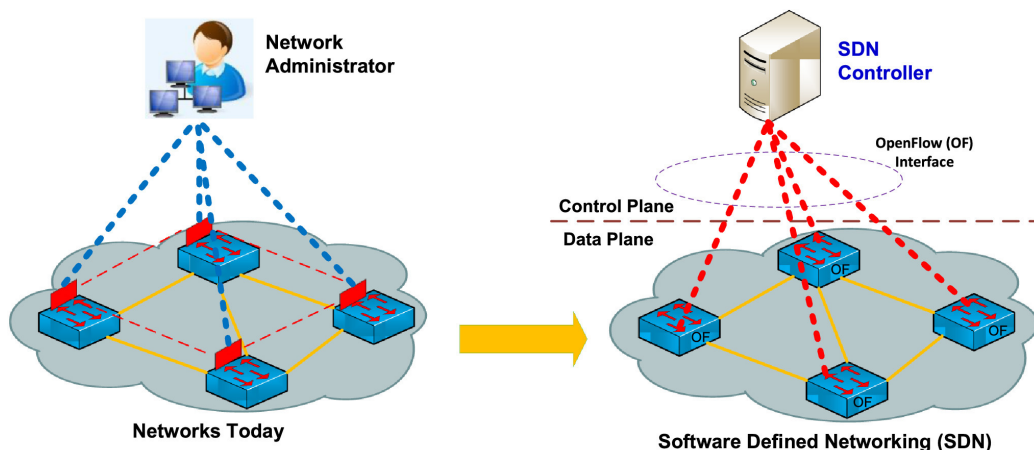 Network
Administrator
Networks Today
SDN
Controller
OpenFlow (OF)
Interface
Control Plane
Data Plane
OF
OF
OF
OF
Software Defined Networking (SDN)